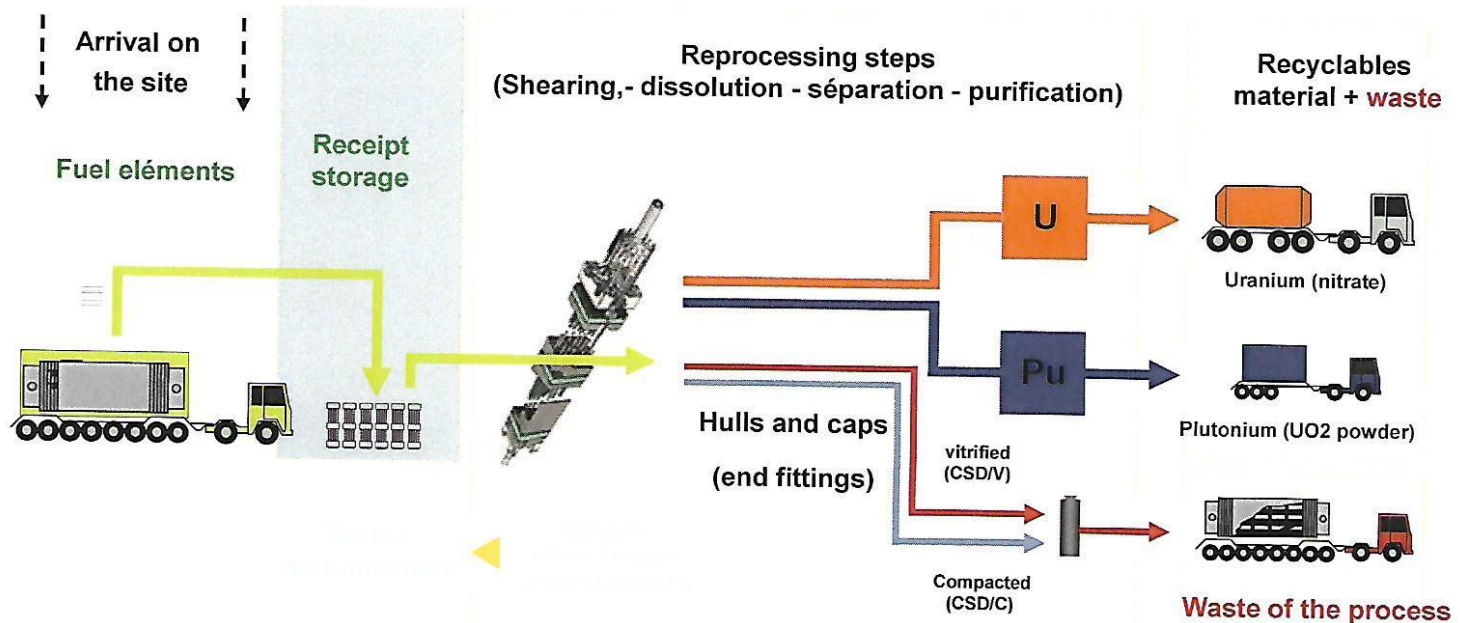 Arrival on
the site
Fuel eléments
Receipt
storage
Reprocessing steps
(Shearing,- dissolution - séparation - purification)
Recyclables
material + waste
U
Uranium (nitrate)
Pu
Plutonium (UO2 powder)
Hulls and caps
(end fittings)
vitrified
(CSD/V)
Compacted
(CSD/C)
Waste of the process